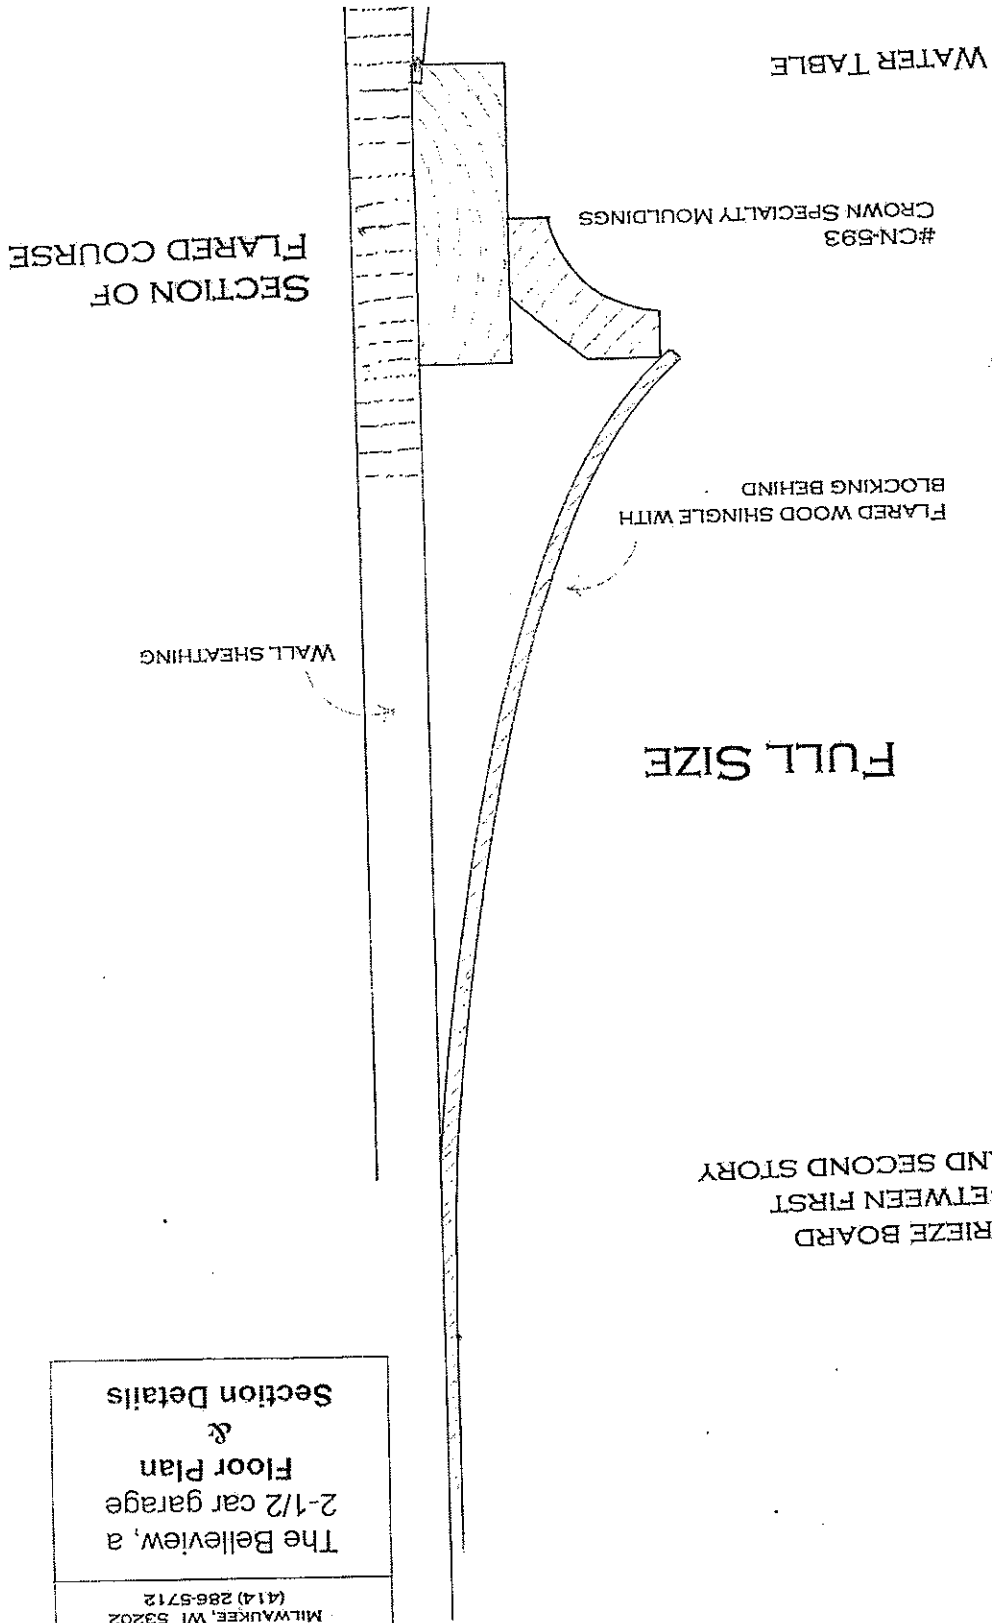 MILWAUKEE, WI 53202
(414) 286-5712
The Belleview, a
2-1/2 car garage
Floor Plan
&
Section Details
RIEZE BOARD
ETWEEN FIRST
ND SECOND STORY
FULL SIZE
WALL SHEATHING
FLARED WOOD SHINGLE WITH
BLOCKING BEHIND
SECTION OF
FLARED COURSE
#CN-593
CROWN SPECIALTY MOULDINGS
WATER TABLE